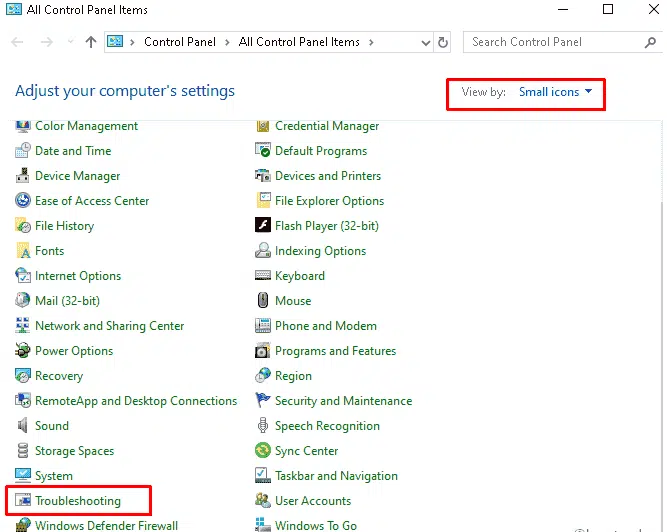 All Control Panel Items
Control Panel > All Control Panel Items >
Search Control Panel
Adjust your computer's settings
View by: Small icons
Color Management
Credential Manager
Date and Time
Default Programs
Device Manager
Devices and Printers
Ease of Access Center
File Explorer Options
File History
Flash Player (32-bit)
Fonts
Indexing Options
Internet Options
Keyboard
Mail (32-bit)
Mouse
Network and Sharing Center
Phone and Modem
Power Options
Programs and Features
Recovery
Region
RemoteApp and Desktop Connections
Security and Maintenance
Sound
Speech Recognition
Storage Spaces
Sync Center
System
Taskbar and Navigation
Troubleshooting
User Accounts
Windows Defender Firewall
Windows To Go